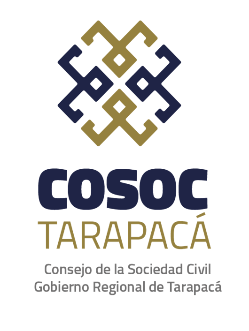 COSOC
TARAPACÁ
Consejo de la Sociedad Civil
Gobierno Regional de Tarapacá